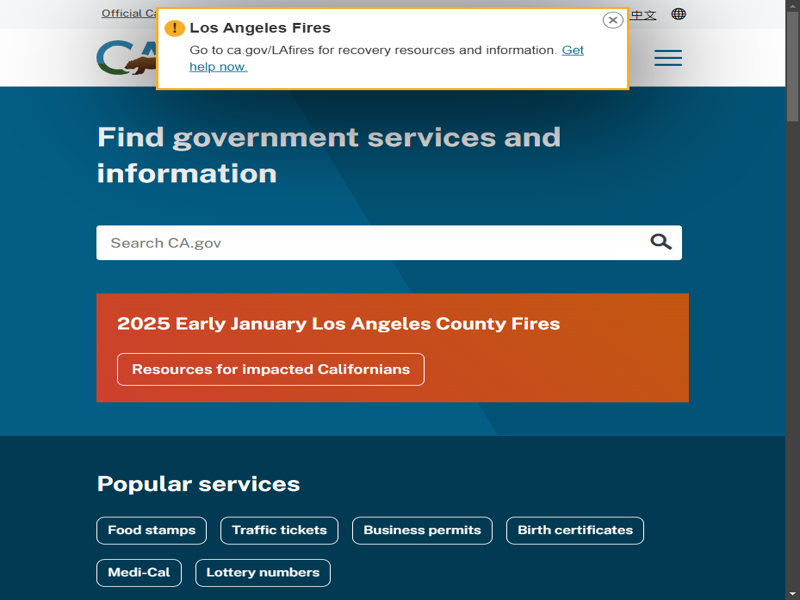 Official
中文
Los Angeles Fires
Go to ca.gov/LAfires for recovery resources and information. Get
help now.
CA
Find government services and
information
Search CA.gov
2025 Early January Los Angeles County Fires
Resources for impacted Californians
Popular services
Food stamps
Traffic tickets
Business permits
Birth certificates
Medi-Cal
Lottery numbers